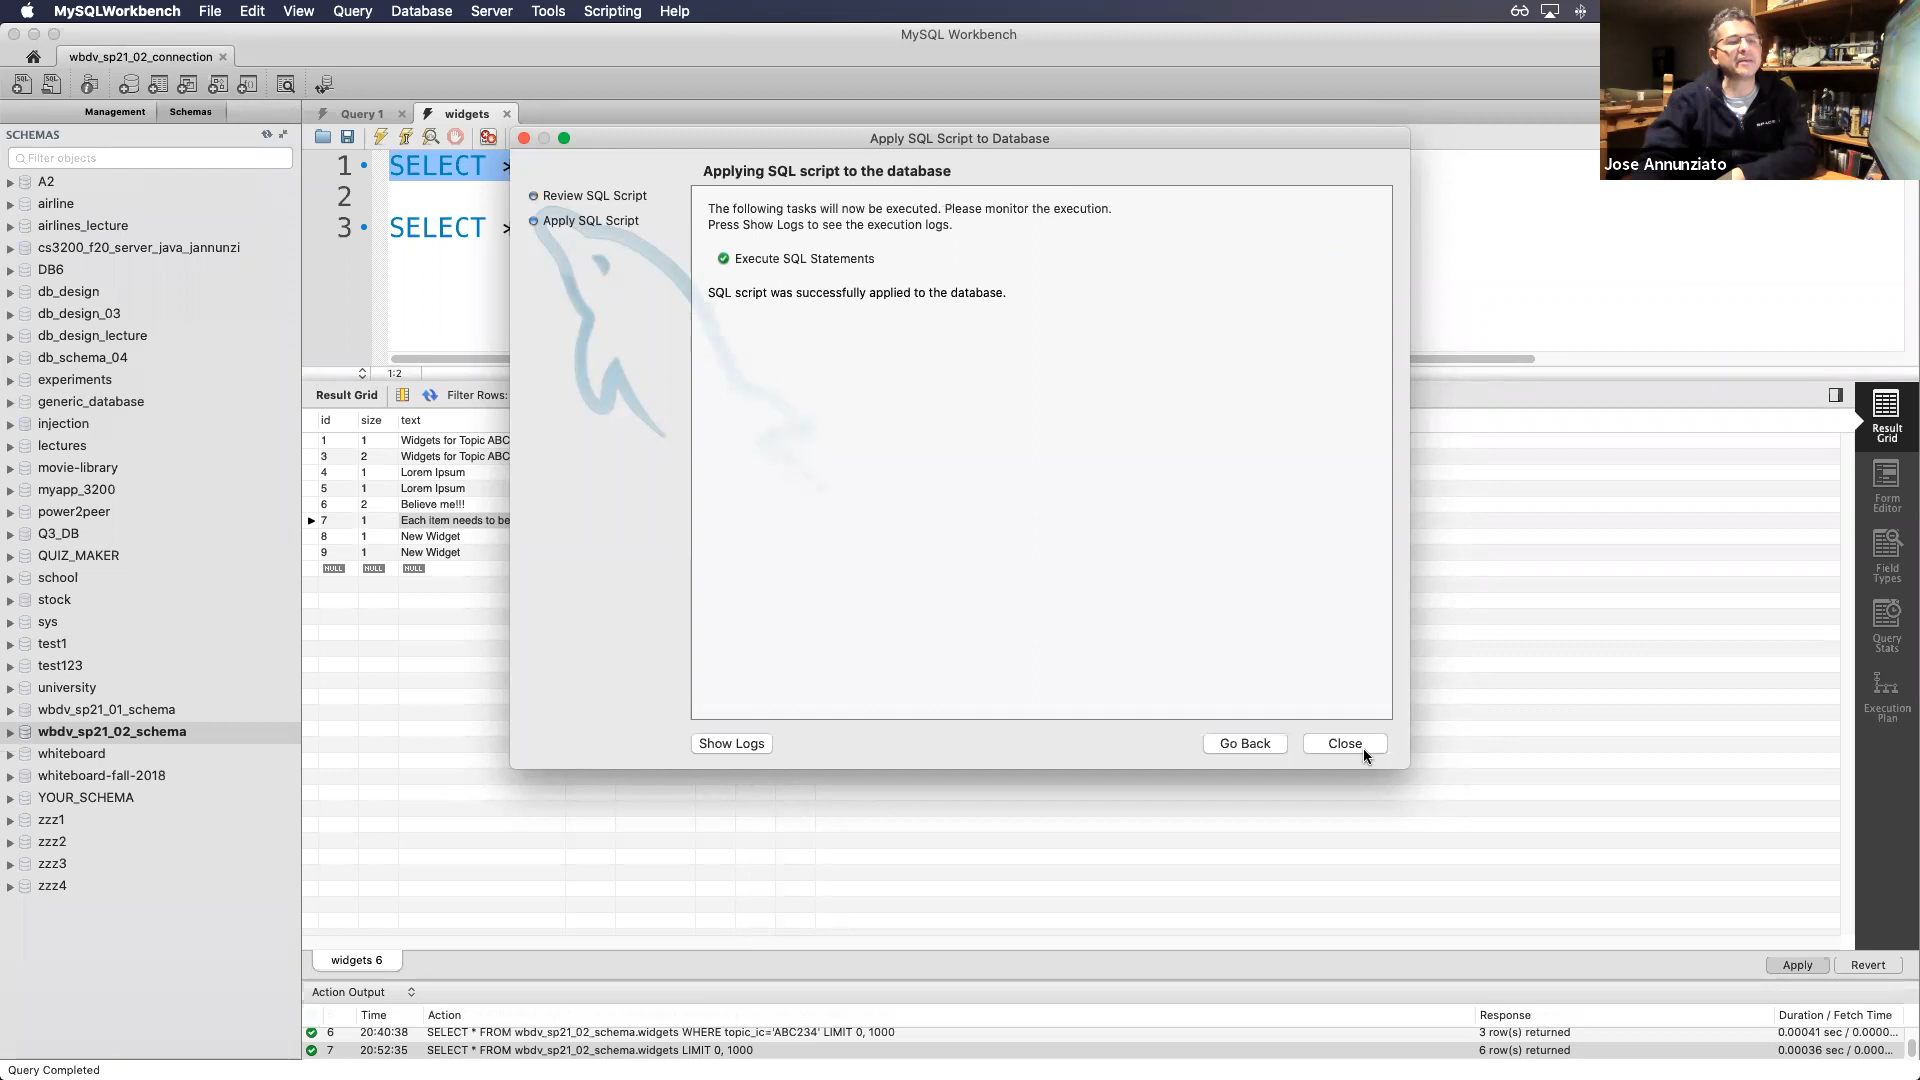 MySQLWorkbench File Edit View Query Database Server Tools Scripting Help
MySQL Workbench
wbdv_sp21_02_connection
Management Schemas
SCHEMAS
Filter objects
A2
airline
airlines_lecture
cs3200_f20_server_java_jannunzi
DB6
db_design
db_design_03
db_design_lecture
db_schema_04
experiments
generic_database
injection
lectures
movie-library
myapp_3200
power2peer
Q3_DB
QUIZ_MAKER
school
stock
sys
test1
test123
university
wbdv_sp21_01_schema
wbdv_sp21_02_schema
whiteboard
whiteboard-fall-2018
YOUR_SCHEMA
zzz1
zzz2
zzz3
zzz4
Query 1 widgets
1 SELECT *
2
3 SELECT *
1:2
Result Grid Filter Rows:
id size text
1 1 Widgets for Topic ABC
3 2 Widgets for Topic ABC
4 1 Lorem Ipsum
5 1 Lorem Ipsum
6 2 Believe me!!!
7 1 Each item needs to be
8 1 New Widget
9 1 New Widget
NULL NULL NULL
Apply SQL Script to Database
Review SQL Script
Apply SQL Script
Applying SQL script to the database
The following tasks will now be executed. Please monitor the execution.
Press Show Logs to see the execution logs.
Execute SQL Statements
SQL script was successfully applied to the database.
Show Logs Go Back Close
Jose Annunziato
Result
Grid
Form
Editor
Field
Types
Query
Stats
Execution
Plan
widgets 6
Apply Revert
Action Output
Time Action Response Duration / Fetch Time
6 20:40:38 SELECT * FROM wbdv_sp21_02_schema.widgets WHERE topic_ic='ABC234' LIMIT 0, 1000 3 row(s) returned 0.00041 sec / 0.0000...
7 20:52:35 SELECT * FROM wbdv_sp21_02_schema.widgets LIMIT 0, 1000 6 row(s) returned 0.00036 sec / 0.000...
Query Completed